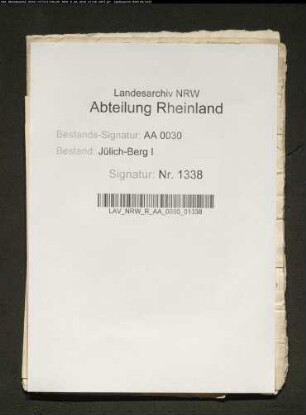 Landesarchiv NRW
Abteilung Rheinland
Bestands-Signatur: AA 0030
Bestand: Jülich-Berg I
Signatur: Nr. 1338
LAV_NRW_R_AA_0030_01338